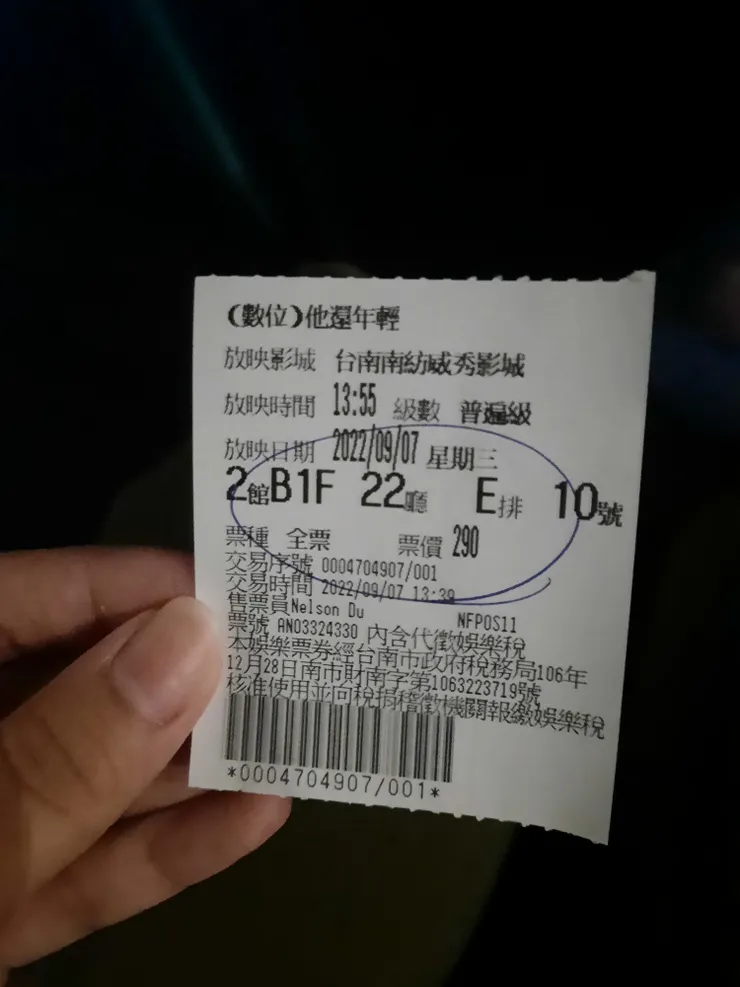 (數位)他還年輕
放映影城 台南南紡威秀影城
放映時間 13:55 級數 普遍級
放映日期 2022/09/07 星期三
2館B1F 22廳 E排 10號
票種 全票 票價 290
交易序號 0004704907/001
交易時間 2022/09/07 13:39
售票員Nelson Du NFPOS11
票號 AN03324330 內含代徵娛樂稅
本娛樂票券經台南市政府稅務局106年
12月28日南市財南字第1063223719號
核准使用並向稅捐稽徵機關報繳娛樂稅
*0004704907/001*